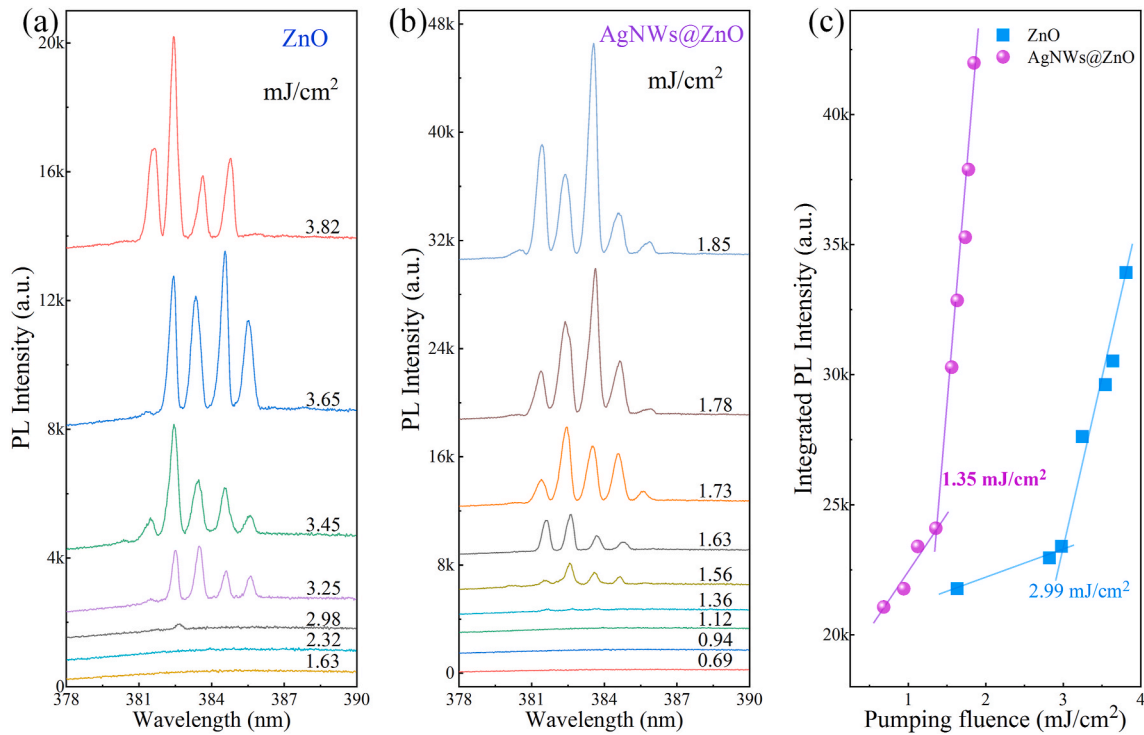 (a)
ZnO
mJ/cm²
20k
16k
12k
8k
4k
0
PL Intensity (a.u.)
3.82
3.65
3.45
3.25
2.98
2.32
1.63
378 381 384 387 390
Wavelength (nm)
(b)
AgNWs@ZnO
mJ/cm²
48k
40k
32k
24k
16k
8k
0
PL Intensity (a.u.)
1.85
1.78
1.73
1.63
1.56
1.36
1.12
0.94
0.69
378 381 384 387 390
Wavelength (nm)
(c)
ZnO
AgNWs@ZnO
40k
35k
30k
25k
20k
Integrated PL Intensity (a.u.)
1.35 mJ/cm²
2.99 mJ/cm²
1 2 3 4
Pumping fluence (mJ/cm²)